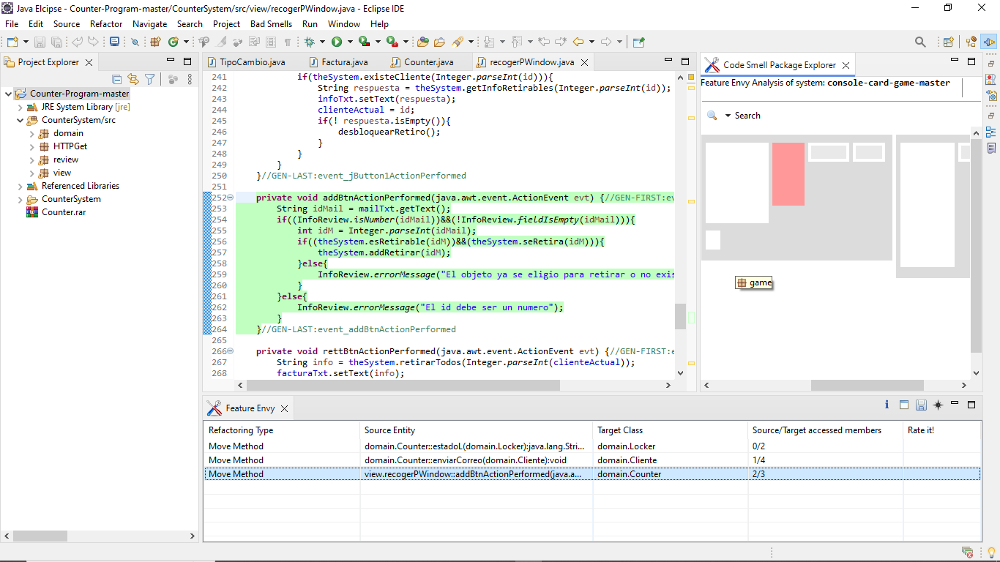 Java Elcipse - Counter-Program-master/CounterSystem/src/view/recogerPWindow.java - Eclipse IDE
File Edit Source Refactor Navigate Search Project Bad Smells Run Window Help
Project Explorer
Counter-Program-master
JRE System Library [jre]
CounterSystem/src
domain
HTTPGet
review
view
Referenced Libraries
CounterSystem
Counter.rar
TipoCambio.java Factura.java Counter.java recogerPWindow.java
241 if(theSystem.existeCliente(Integer.parseInt(id))){
242 String respuesta = theSystem.getInfoRetirables(Integer.parseInt(id));
243 infoTxt.setText(respuesta);
244 clienteActual = id;
245 if(! respuesta.isEmpty()){
246 desbloquearRetiro();
247 }
248 }
249 }
250 }//GEN-LAST:event_jButton1ActionPerformed
251
252 private void addBtnActionPerformed(java.awt.event.ActionEvent evt) {//GEN-FIRST:ev
253 String idMail = mailTxt.getText();
254 if((InfoReview.isNumber(idMail))&&(!InfoReview.fieldIsEmpty(idMail))){
255 int idM = Integer.parseInt(idMail);
256 if((theSystem.esRetirable(idM))&&(theSystem.seRetira(idM))){
257 theSystem.addRetirar(idM);
258 }else{
259 InfoReview.errorMessage("El objeto ya se eligio para retirar o no exis
260 }
261 }else{
262 InfoReview.errorMessage("El id debe ser un numero");
263 }
264 }//GEN-LAST:event_addBtnActionPerformed
265
266 private void rettBtnActionPerformed(java.awt.event.ActionEvent evt) {//GEN-FIRST:e
267 String info = theSystem.retirarTodos(Integer.parseInt(clienteActual));
268 facturaTxt.setText(info);
Code Smell Package Explorer
Feature Envy Analysis of system: console-card-game-master
Search
game
Feature Envy
Refactoring Type Source Entity Target Class Source/Target accessed members Rate it!
Move Method domain.Counter::estadoL(domain.Locker):java.lang.Stri... domain.Locker 0/2
Move Method domain.Counter::enviarCorreo(domain.Cliente):void domain.Cliente 1/4
Move Method view.recogerPWindow::addBtnActionPerformed(java.a... domain.Counter 2/3